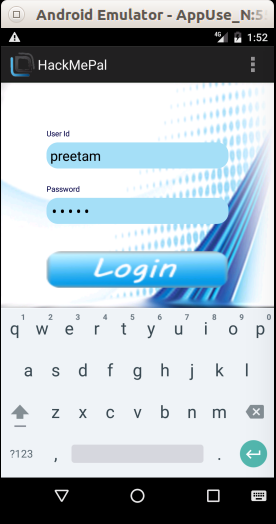 Android Emulator - AppUse_N:5
4G 1:52
HackMePal
User Id
preetam
Password
•••••
Login
1 2 3 4 5 6 7 8 9 0
q w e r t y u i o p
a s d f g h j k l
z x c v b n m
?123 , .